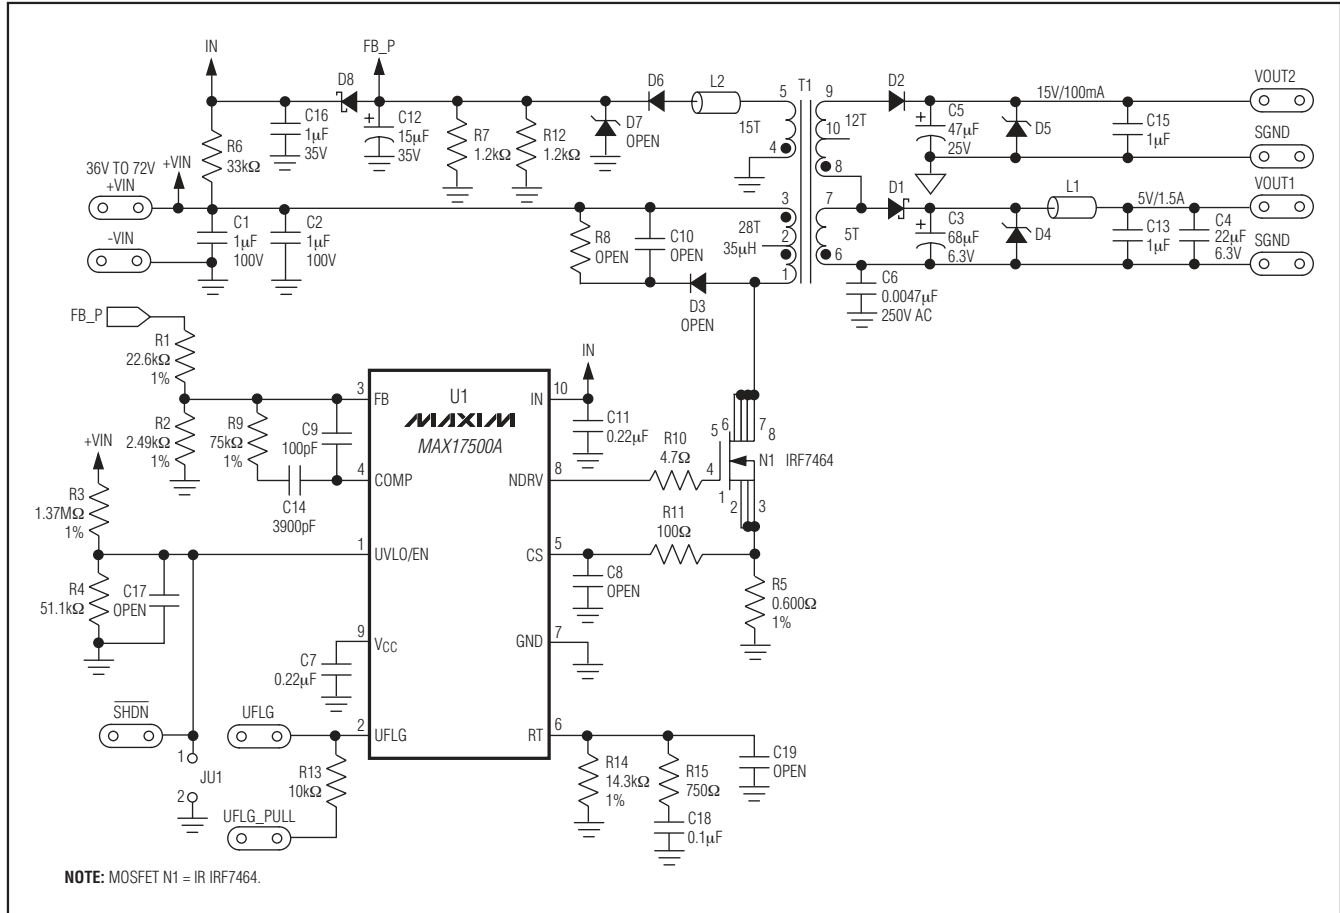 IN
FB_P
D8
D6
L2
5
T1
9
D2
VOUT2
C16
1µF
35V
C12
15µF
35V
+
R7
1.2kΩ
R12
1.2kΩ
D7
OPEN
15T
4
10
12T
8
+
C5
47µF
25V
15V/100mA
D5
C15
1µF
SGND
R6
33kΩ
36V TO 72V
+VIN
+VIN
-VIN
C1
1µF
100V
C2
1µF
100V
R8
OPEN
C10
OPEN
D3
OPEN
3
28T
2
35µH
1
7
5T
6
D1
+
C3
68µF
6.3V
D4
L1
5V/1.5A
C13
1µF
C4
22µF
6.3V
VOUT1
SGND
C6
0.0047µF
250V AC
FB_P
R1
22.6kΩ
1%
R2
2.49kΩ
1%
R9
75kΩ
1%
C9
100pF
C14
3900pF
+VIN
R3
1.37MΩ
1%
R4
51.1kΩ
C17
OPEN
U1
MAXIM
MAX17500A
3
FB
4
COMP
1
UVLO/EN
9
VCC
2
UFLG
IN
10
NDRV
8
CS
5
GND
7
RT
6
IN
C11
0.22µF
R10
4.7Ω
R11
100Ω
C8
OPEN
5
6
7
8
4
N1 IRF7464
1
2
3
R5
0.600Ω
1%
C7
0.22µF
SHDN
UFLG
1
JU1
2
R13
10kΩ
UFLG_PULL
R14
14.3kΩ
1%
R15
750Ω
C18
0.1µF
C19
OPEN
NOTE: MOSFET N1 = IR IRF7464.